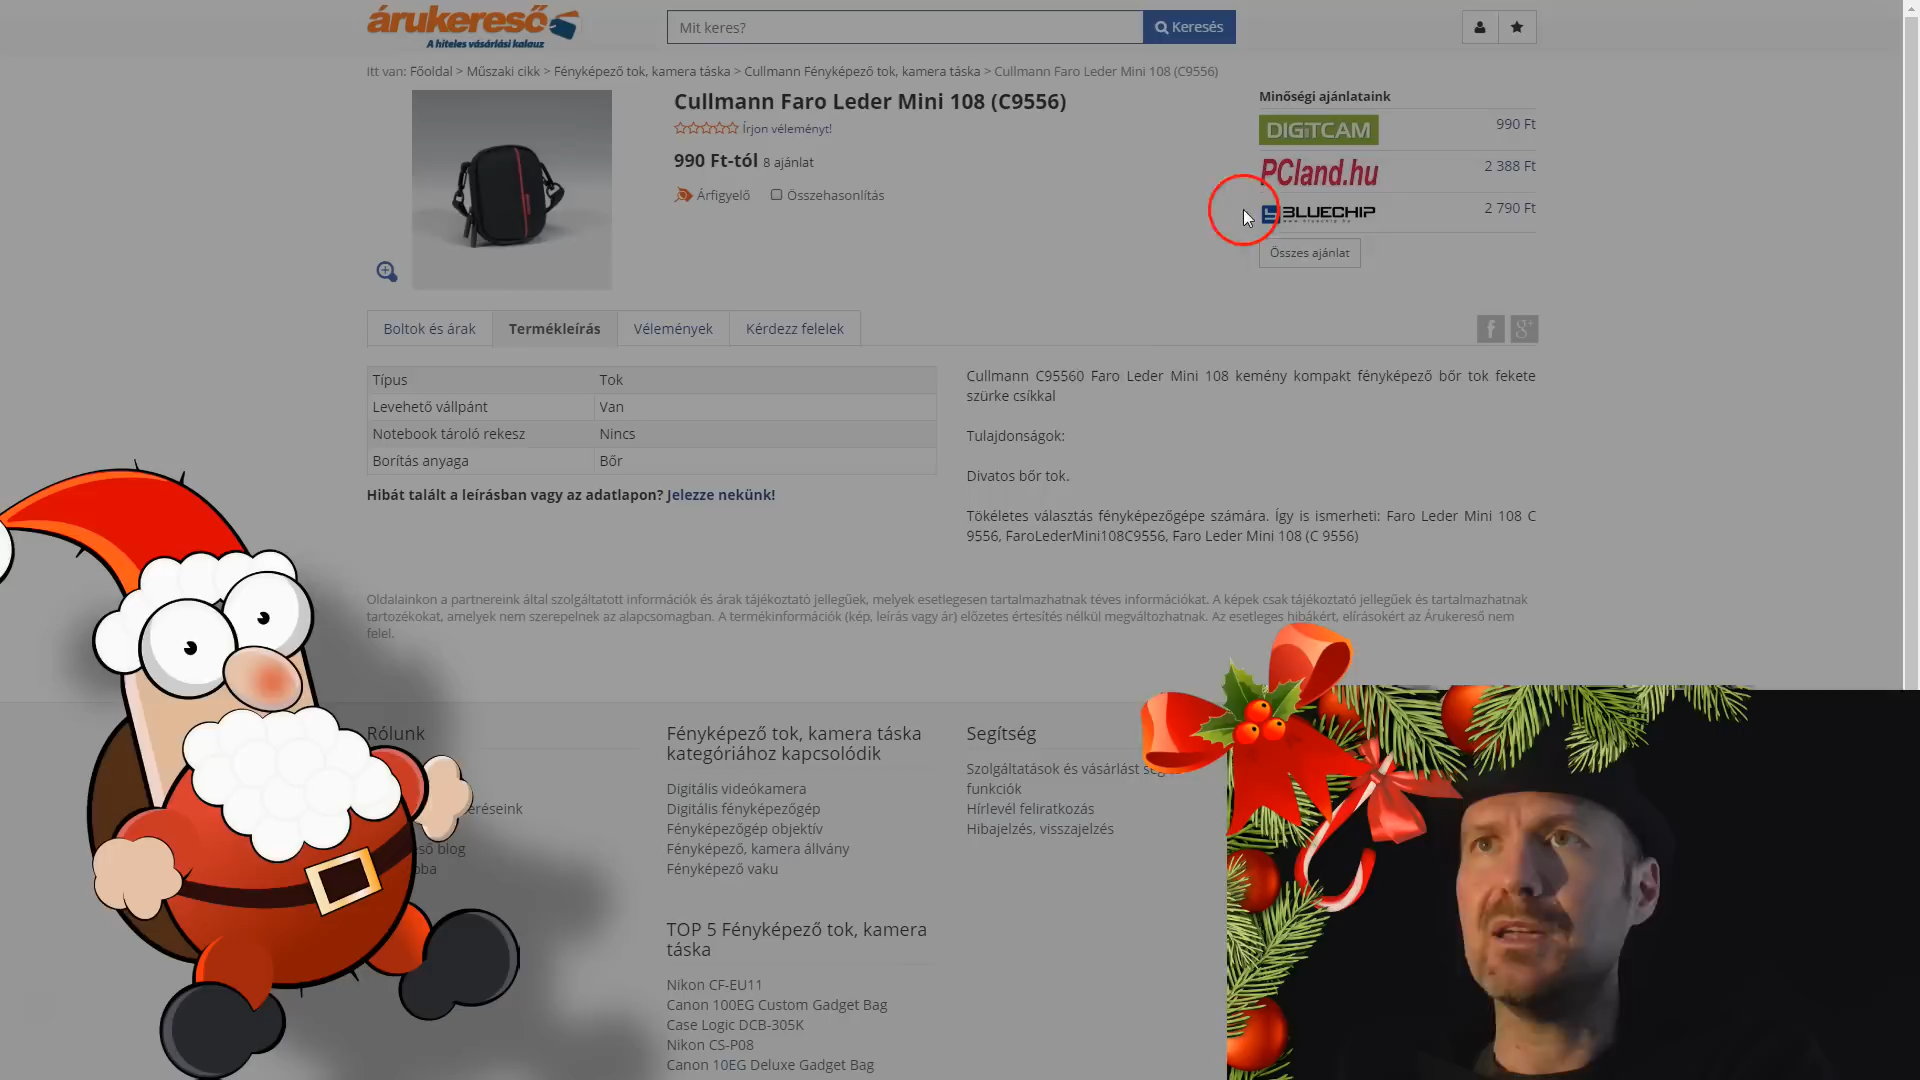 árukereső
A hiteles vásárlási kalauz
Mit keres?
Keresés
Itt van: Főoldal > Műszaki cikk > Fényképező tok, kamera táska > Cullmann Fényképező tok, kamera táska > Cullmann Faro Leder Mini 108 (C9556)
Cullmann Faro Leder Mini 108 (C9556)
Írjon véleményt!
990 Ft-tól 8 ajánlat
Árfigyelő
Összehasonlítás
Minőségi ajánlataink
DIGITCAM
990 Ft
PCland.hu
2 388 Ft
BLUECHIP
2 790 Ft
Összes ajánlat
Boltok és árak
Termékleírás
Vélemények
Kérdezz felelek
f
g+
Típus Tok
Levehető vállpánt Van
Notebook tároló rekesz Nincs
Borítás anyaga Bőr
Hibát talált a leírásban vagy az adatlapon? Jelezze nekünk!
Cullmann C95560 Faro Leder Mini 108 kemény kompakt fényképező bőr tok fekete
szürke csíkkal
Tulajdonságok:
Divatos bőr tok.
Tökéletes választás fényképezőgépe számára. Így is ismerheti: Faro Leder Mini 108 C
9556, FaroLederMini108C9556, Faro Leder Mini 108 (C 9556)
Oldalainkon a partnereink által szolgáltatott információk és árak tájékoztató jellegűek, melyek esetlegesen tartalmazhatnak téves információkat. A képek csak tájékoztató jellegűek és tartalmazhatnak
tartozékokat, amelyek nem szerepelnek az alapcsomagban. A termékinformációk (kép, leírás vagy ár) előzetes értesítés nélkül megváltozhatnak. Az esetleges hibákért, elírásokért az Árukereső nem
felel.
Rólunk
blog
Fényképező tok, kamera táska
kategóriához kapcsolódik
Digitális videókamera
Digitális fényképezőgép
Fényképezőgép objektív
Fényképező, kamera állvány
Fényképező vaku
TOP 5 Fényképező tok, kamera
táska
Nikon CF-EU11
Canon 100EG Custom Gadget Bag
Case Logic DCB-305K
Nikon CS-P08
Canon 10EG Deluxe Gadget Bag
Segítség
Szolgáltatások és vásárlást
funkciók
Hírlevél feliratkozás
Hibajelzés, visszajelzés